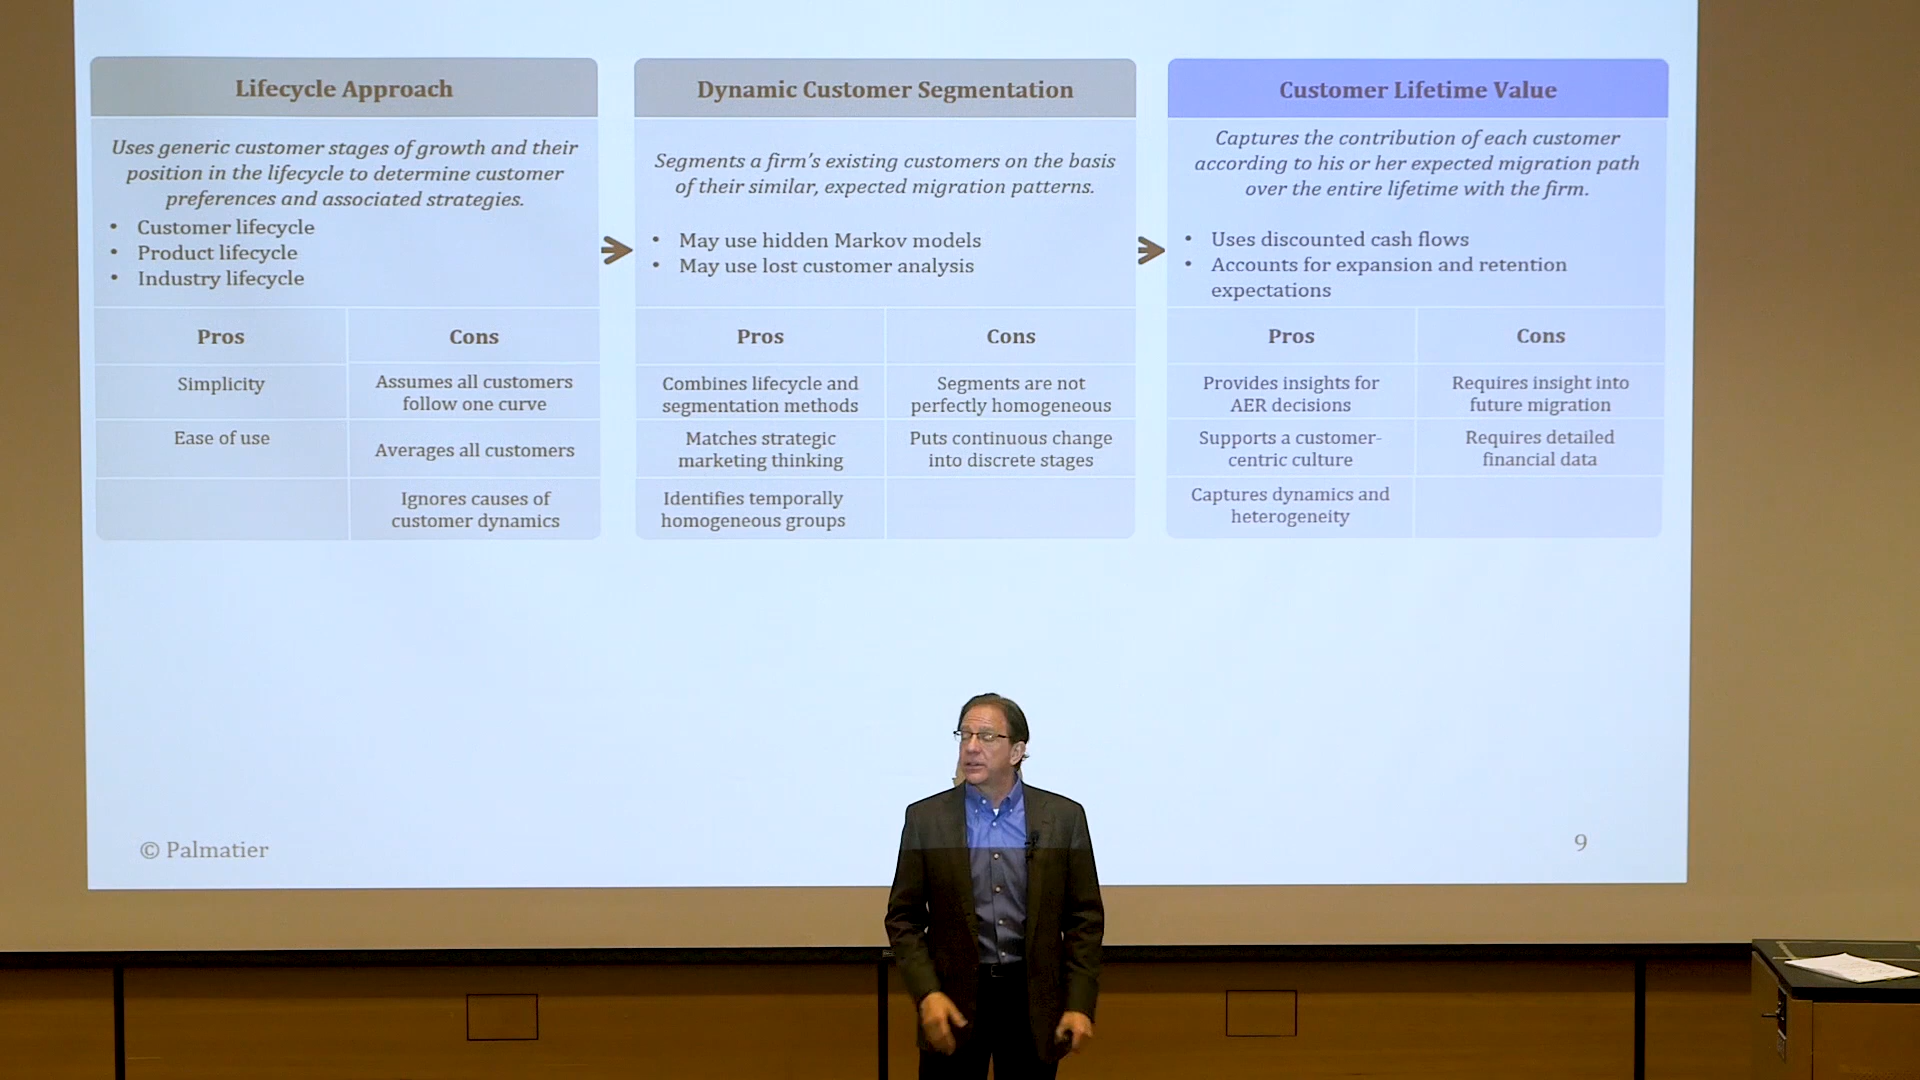 Lifecycle Approach
Uses generic customer stages of growth and their
position in the lifecycle to determine customer
preferences and associated strategies.
• Customer lifecycle
• Product lifecycle
• Industry lifecycle
Pros
Cons
Simplicity
Assumes all customers
follow one curve
Ease of use
Averages all customers
Ignores causes of
customer dynamics
Dynamic Customer Segmentation
Segments a firm's existing customers on the basis
of their similar, expected migration patterns.
• May use hidden Markov models
• May use lost customer analysis
Pros
Cons
Combines lifecycle and
segmentation methods
Segments are not
perfectly homogeneous
Matches strategic
marketing thinking
Puts continuous change
into discrete stages
Identifies temporally
homogeneous groups
Customer Lifetime Value
Captures the contribution of each customer
according to his or her expected migration path
over the entire lifetime with the firm.
• Uses discounted cash flows
• Accounts for expansion and retention
expectations
Pros
Cons
Provides insights for
AER decisions
Requires insight into
future migration
Supports a customer-
centric culture
Requires detailed
financial data
Captures dynamics and
heterogeneity
© Palmatier
9